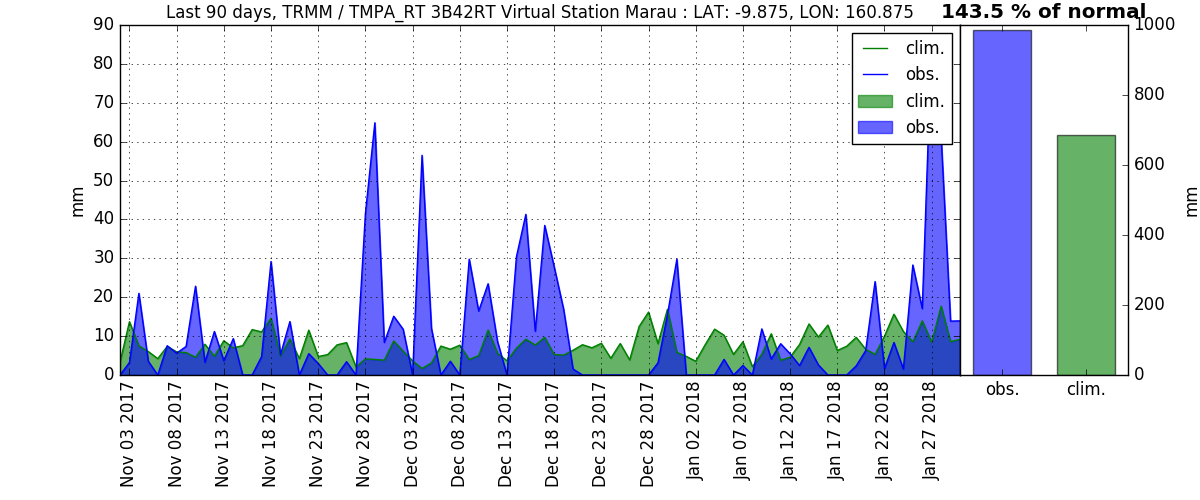 Last 90 days, TRMM / TMPA_RT 3B42RT Virtual Station Marau : LAT: -9.875, LON: 160.875
143.5 % of normal
90
80
70
60
50
40
30
20
10
0
mm
clim.
obs.
clim.
obs.
Nov 03 2017
Nov 08 2017
Nov 13 2017
Nov 18 2017
Nov 23 2017
Nov 28 2017
Dec 03 2017
Dec 08 2017
Dec 13 2017
Dec 18 2017
Dec 23 2017
Dec 28 2017
Jan 02 2018
Jan 07 2018
Jan 12 2018
Jan 17 2018
Jan 22 2018
Jan 27 2018
1000
800
600
400
200
0
mm
obs.
clim.